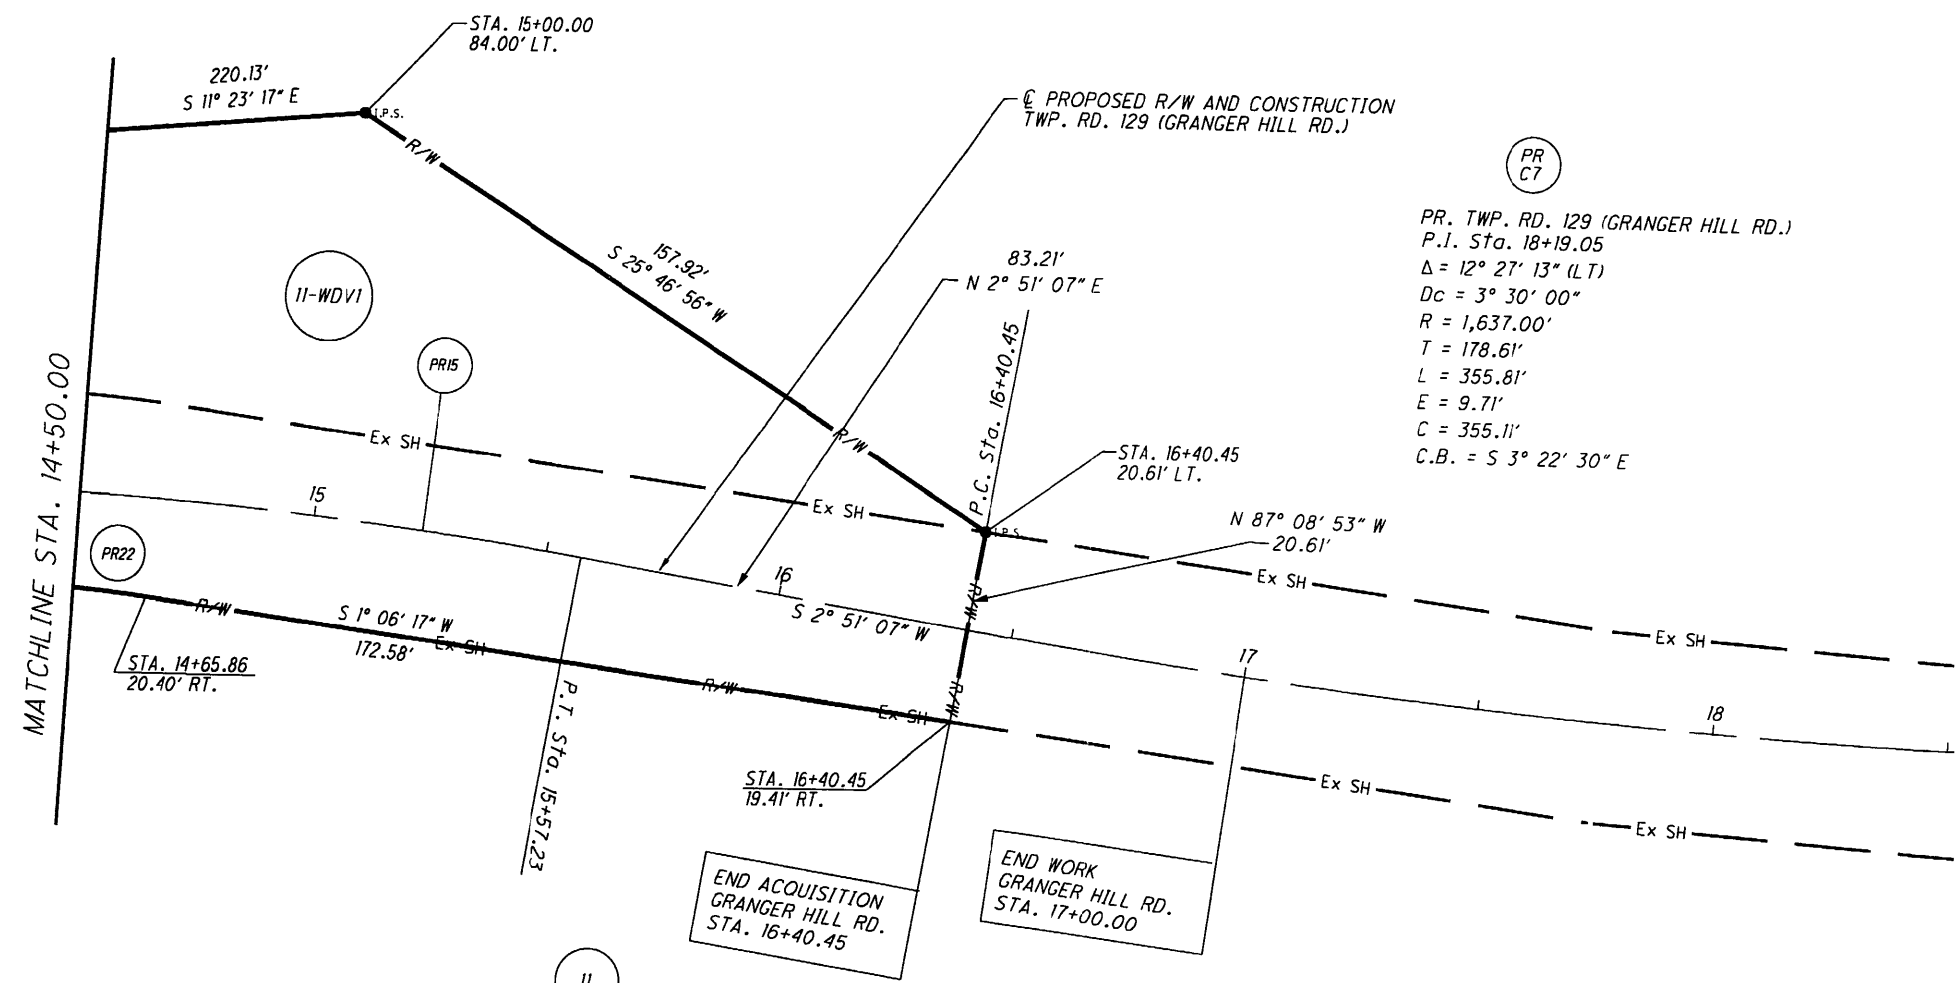 STA. 15+00.00
84.00' LT.
220.13'
S 11° 23' 17" E
I.P.S.
R/W
℄ PROPOSED R/W AND CONSTRUCTION
TWP. RD. 129 (GRANGER HILL RD.)
PR
C7
PR. TWP. RD. 129 (GRANGER HILL RD.)
P.I. Sta. 18+19.05
Δ = 12° 27' 13" (LT)
Dc = 3° 30' 00"
R = 1,637.00'
T = 178.61'
L = 355.81'
E = 9.71'
C = 355.11'
C.B. = S 3° 22' 30" E
157.92'
S 25° 46' 56" W
83.21'
N 2° 51' 07" E
11-WDV1
PR15
MATCHLINE STA. 14+50.00
P.C. Sta. 16+40.45
R/W
Ex SH
STA. 16+40.45
20.61' LT.
Ex SH
I.P.S.
N 87° 08' 53" W
20.61'
15
PR22
16
Ex SH
R/W
S 2° 51' 07" W
R/W
S 1° 06' 17" W
Ex SH
172.58'
Ex SH
17
STA. 14+65.86
20.40' RT.
R/W
R/W
Ex SH
18
P.T. Sta. 15+57.23
STA. 16+40.45
19.41' RT.
Ex SH
Ex SH
END ACQUISITION
GRANGER HILL RD.
STA. 16+40.45
END WORK
GRANGER HILL RD.
STA. 17+00.00
11